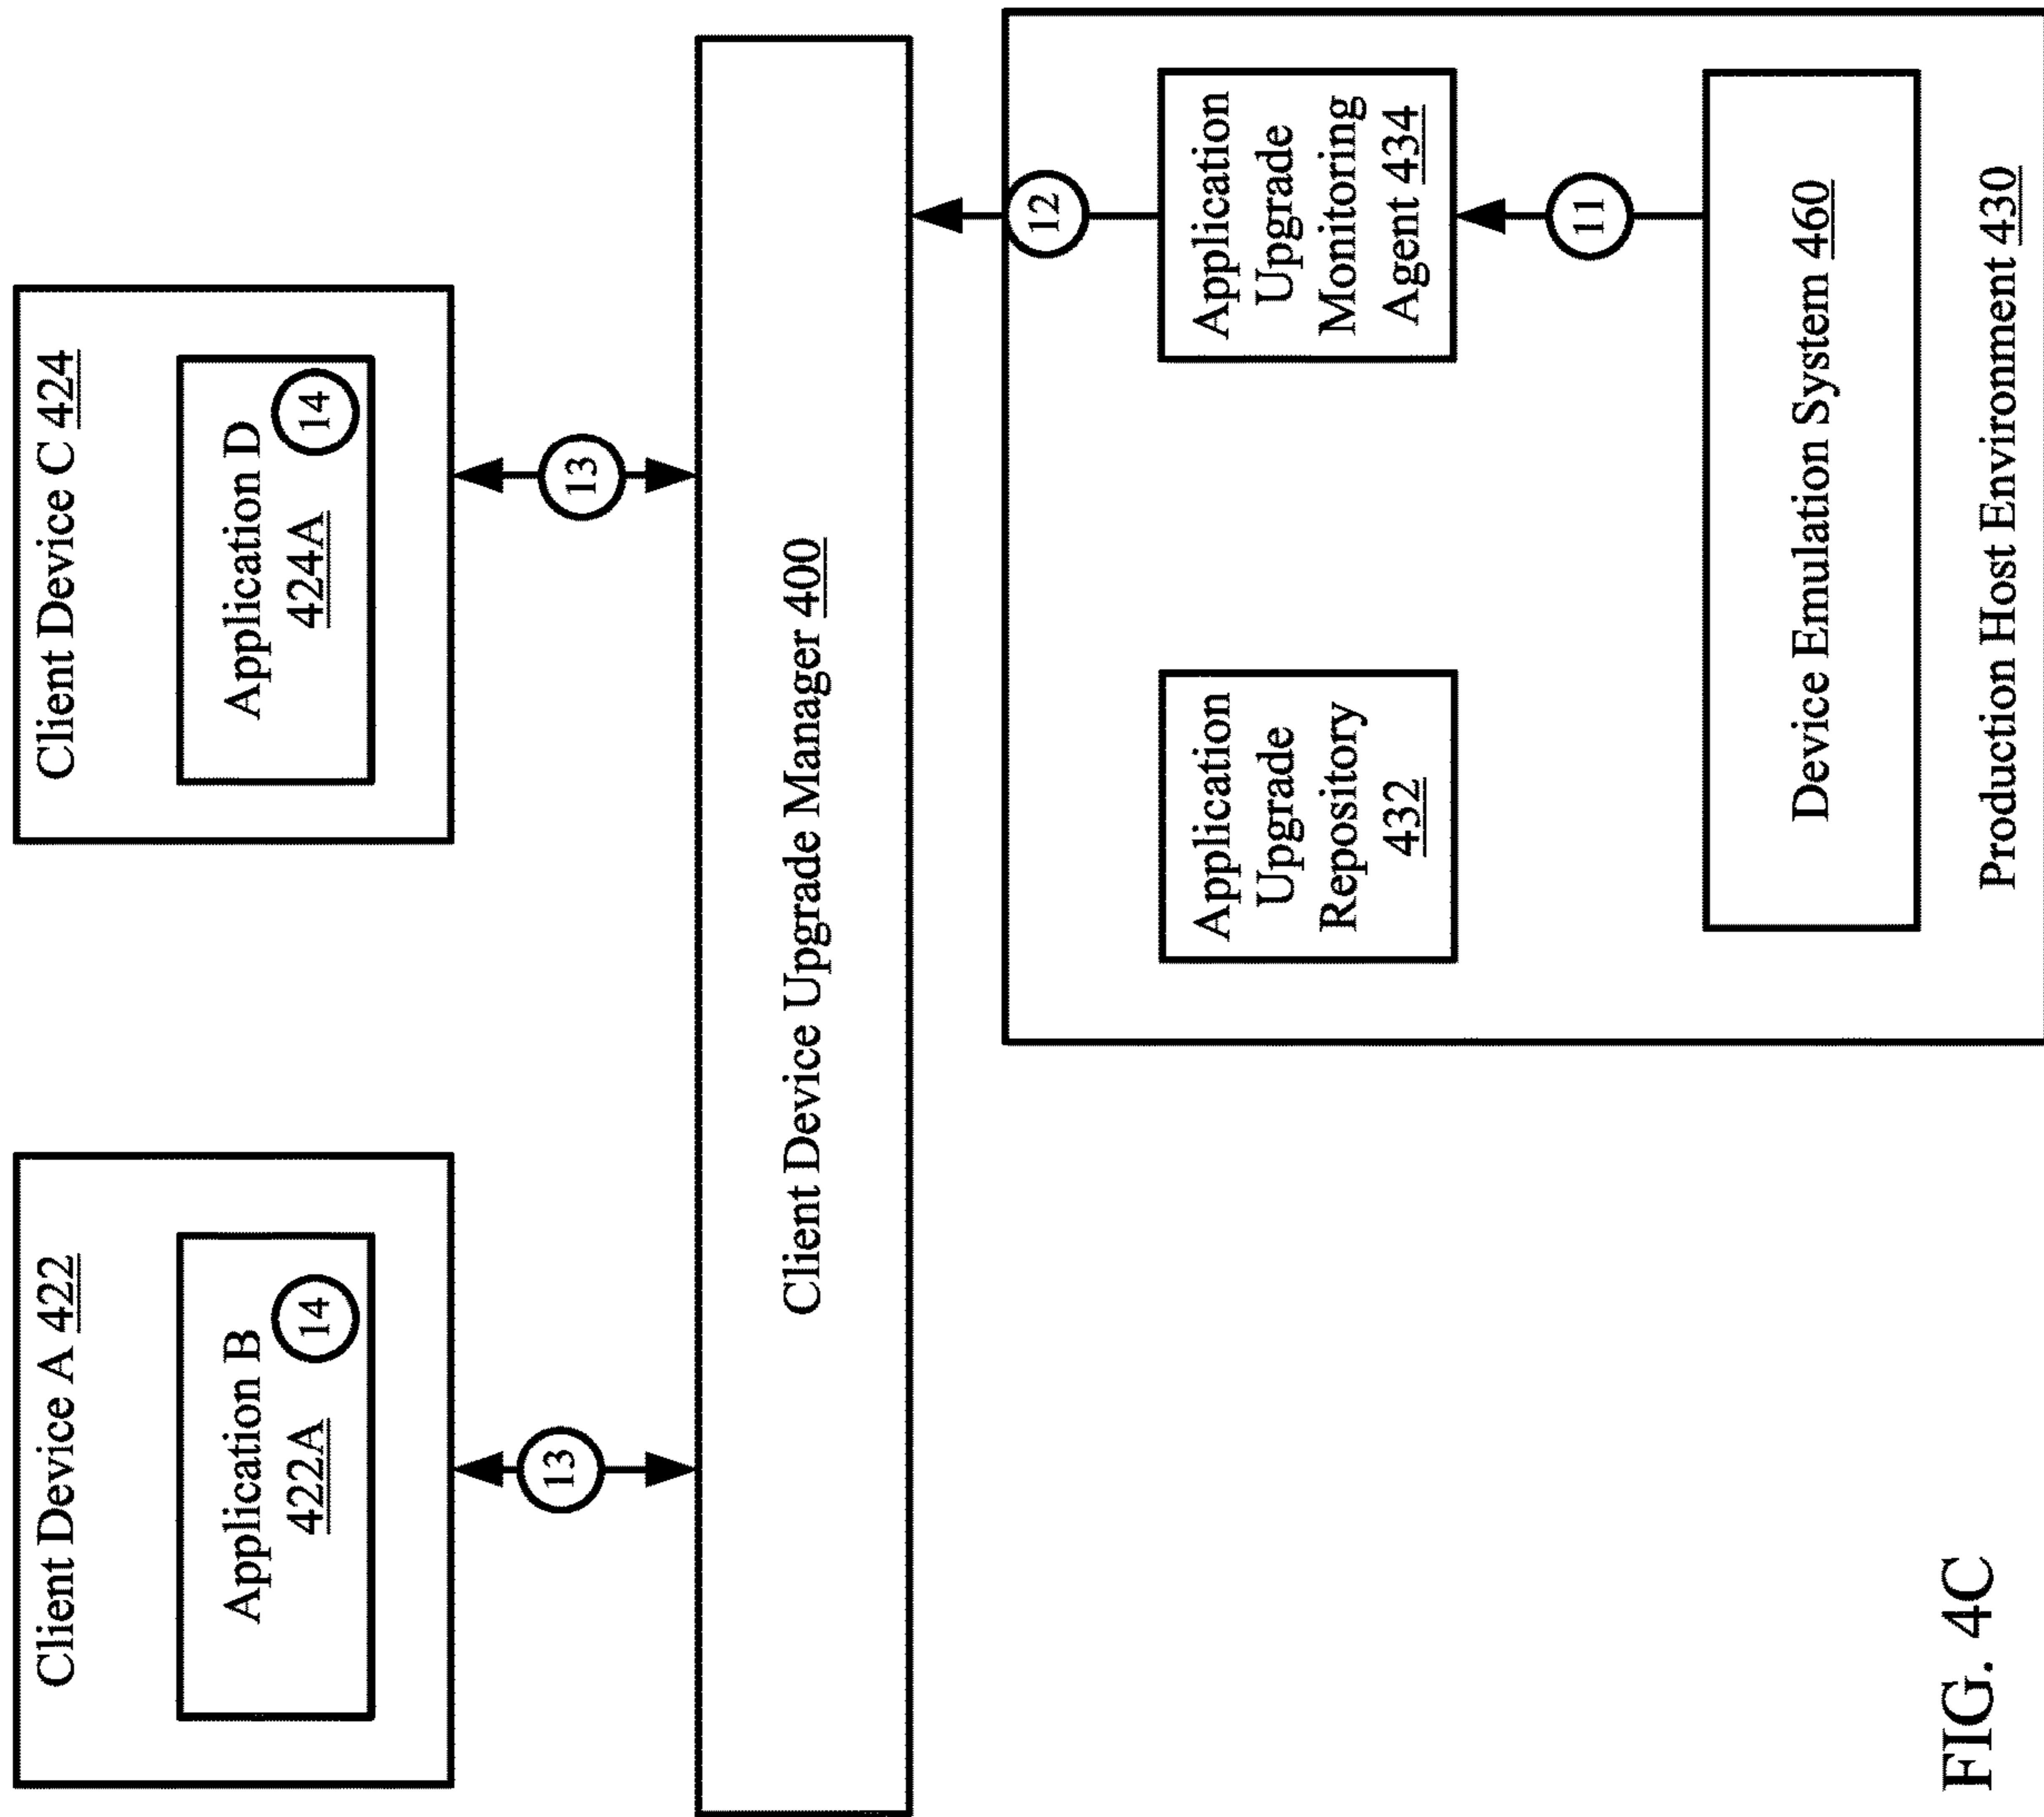 Client Device A 422
Application B
422A
14
Client Device C 424
Application D
424A
14
13
13
Client Device Upgrade Manager 400
12
Application
Upgrade
Repository
432
Application
Upgrade
Monitoring
Agent 434
11
Device Emulation System 460
Production Host Environment 430
FIG. 4C